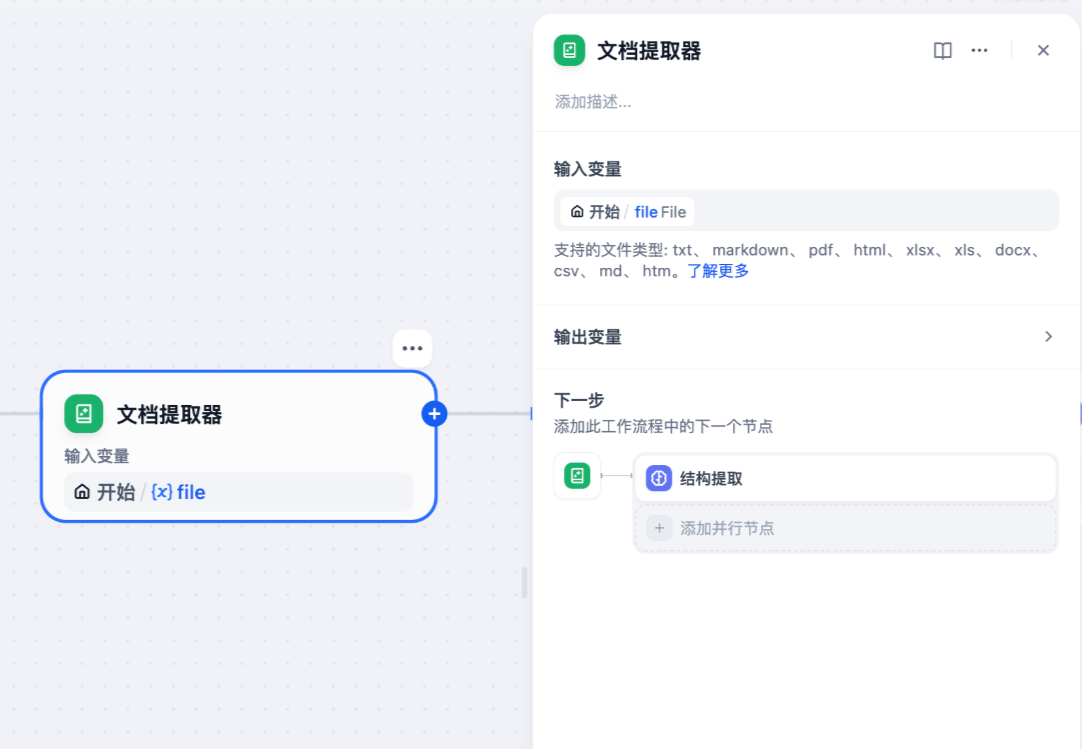 文档提取器
添加描述...
输入变量
开始 / file File
支持的文件类型: txt、 markdown、 pdf、 html、 xlsx、 xls、 docx、
csv、 md、 htm。了解更多
输出变量
下一步
添加此工作流程中的下一个节点
结构提取
+ 添加并行节点
文档提取器
输入变量
开始 / {x} file